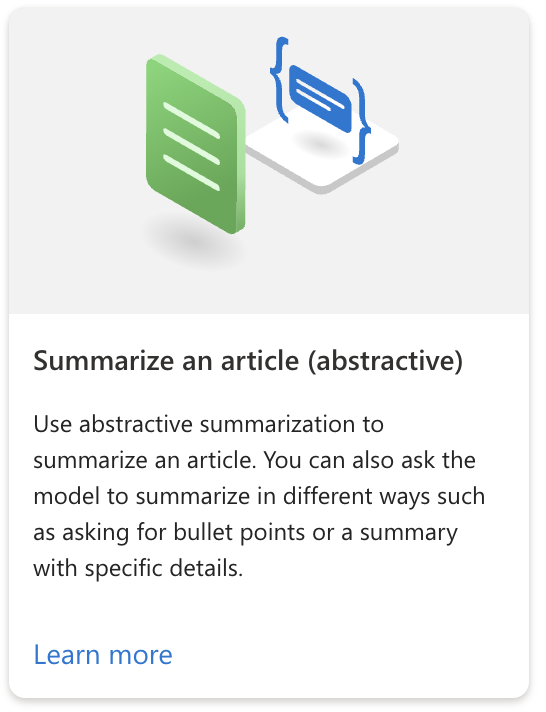 Summarize an article (abstractive)
Use abstractive summarization to
summarize an article. You can also ask the
model to summarize in different ways such
as asking for bullet points or a summary
with specific details.
Learn more